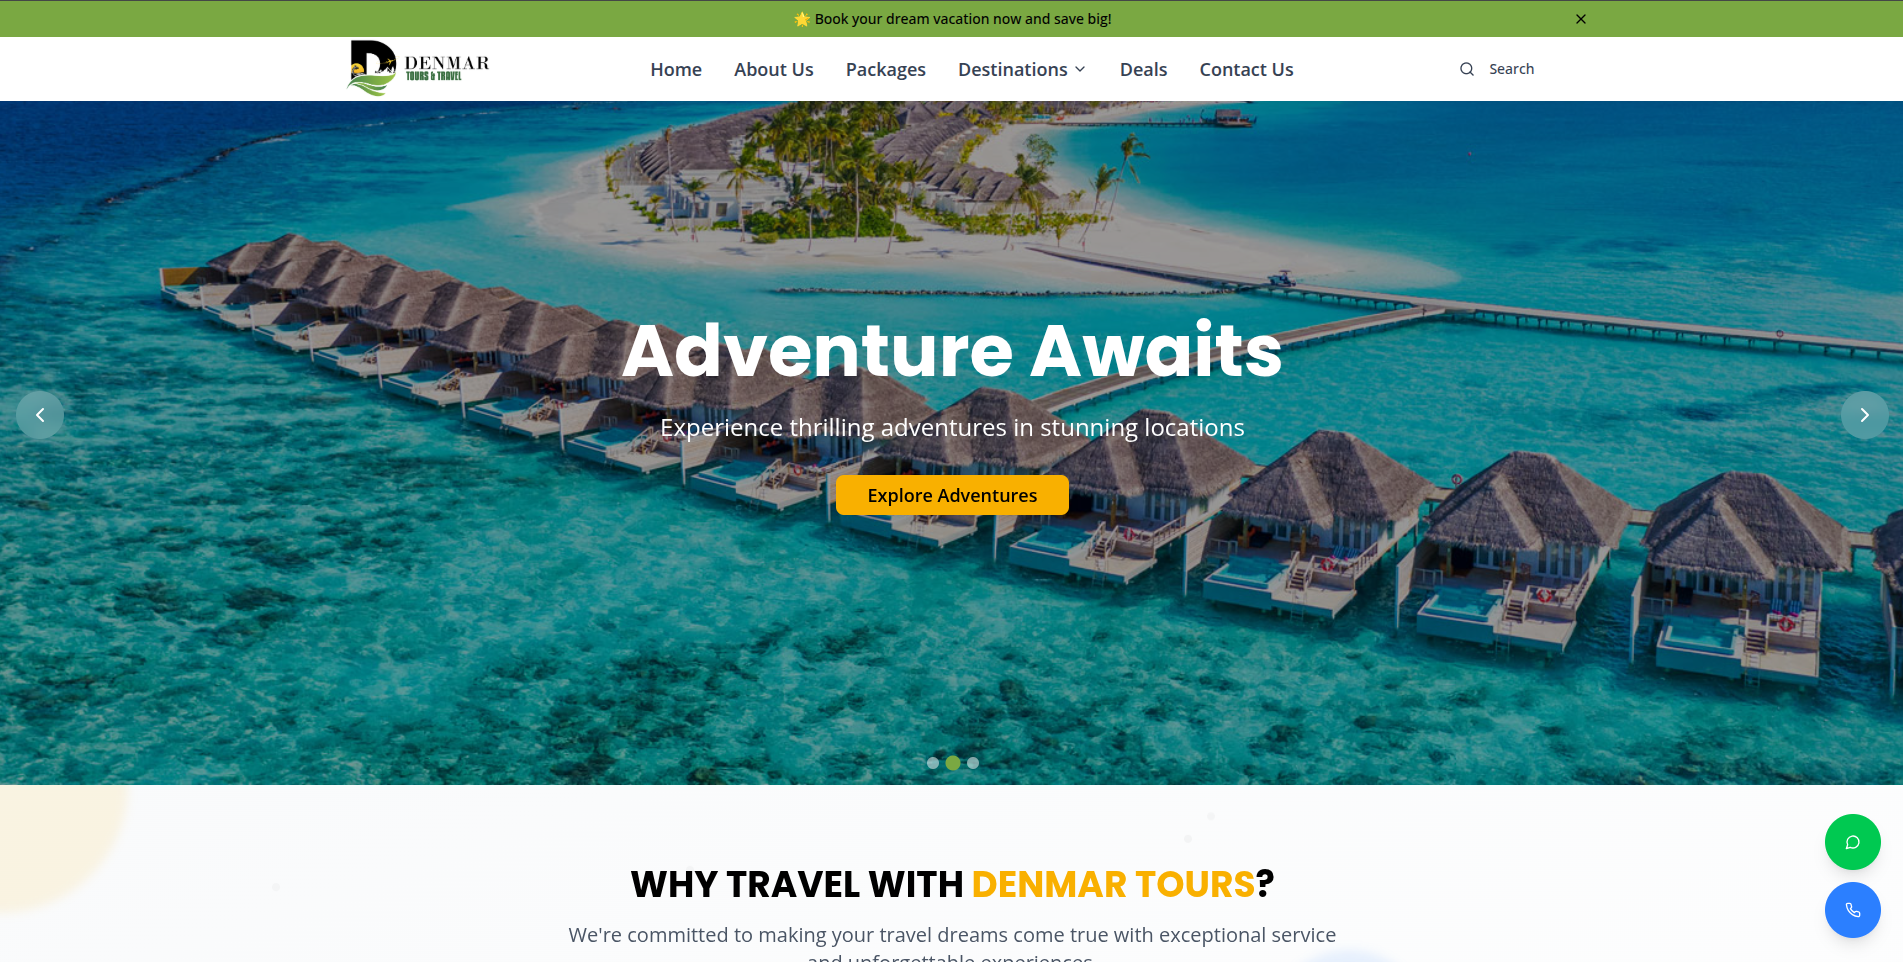 🌟 Book your dream vacation now and save big!
DENMAR
TOURS & TRAVEL
Home About Us Packages Destinations Deals Contact Us Search
Adventure Awaits
Experience thrilling adventures in stunning locations
Explore Adventures
WHY TRAVEL WITH DENMAR TOURS?
We're committed to making your travel dreams come true with exceptional service
and unforgettable experiences